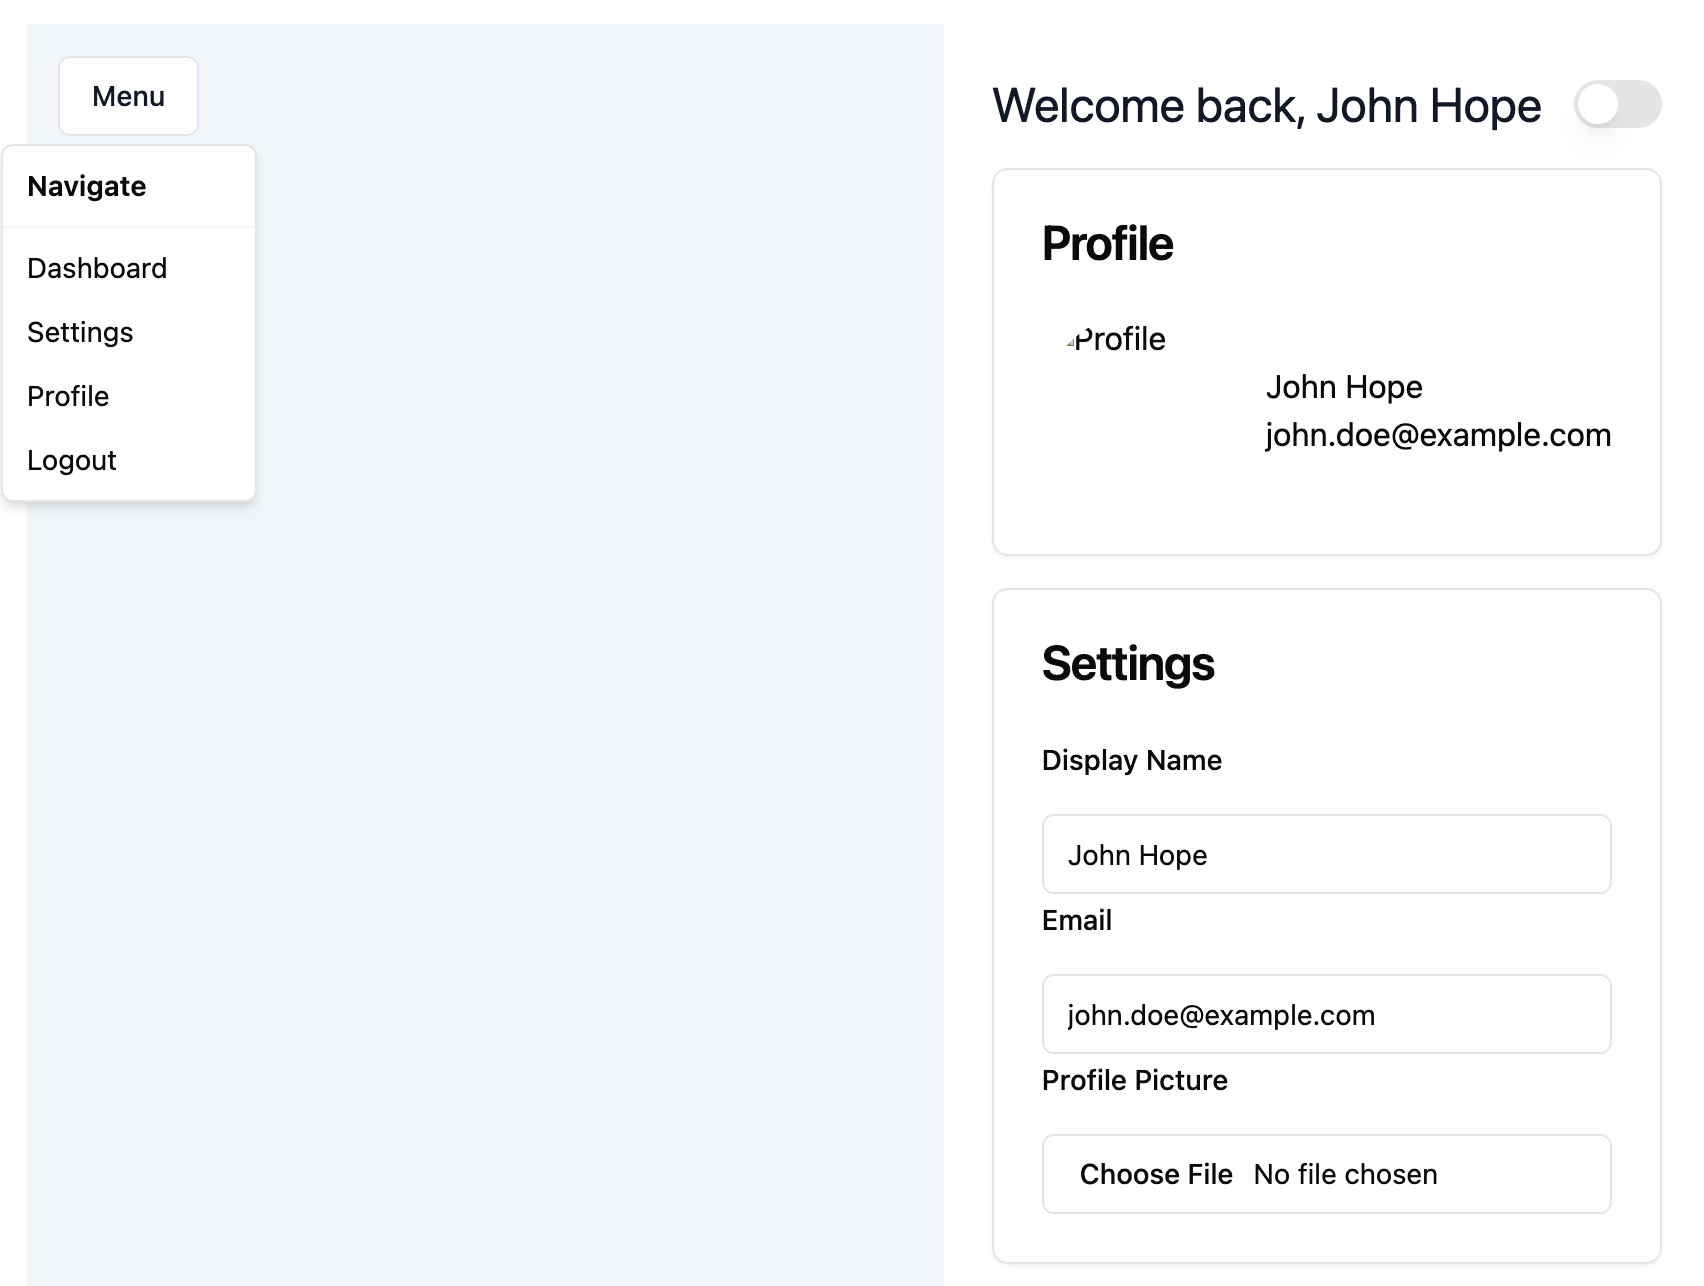 Menu
Navigate
Dashboard
Settings
Profile
Logout
Welcome back, John Hope
Profile
Profile
John Hope
john.doe@example.com
Settings
Display Name
John Hope
Email
john.doe@example.com
Profile Picture
Choose File No file chosen